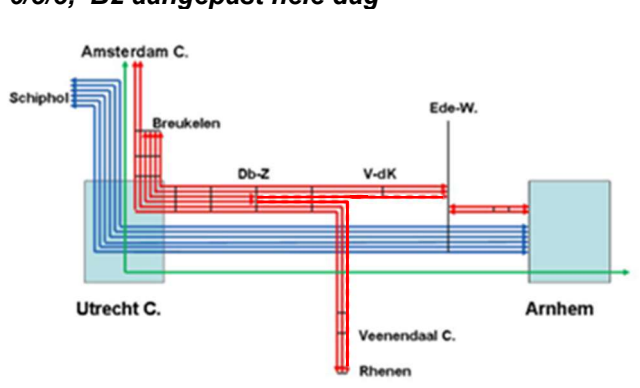 Amsterdam C.
Schiphol
Breukelen
Ede-W.
Db-Z
V-dK
Utrecht C.
Arnhem
Veenendaal C.
Rhenen